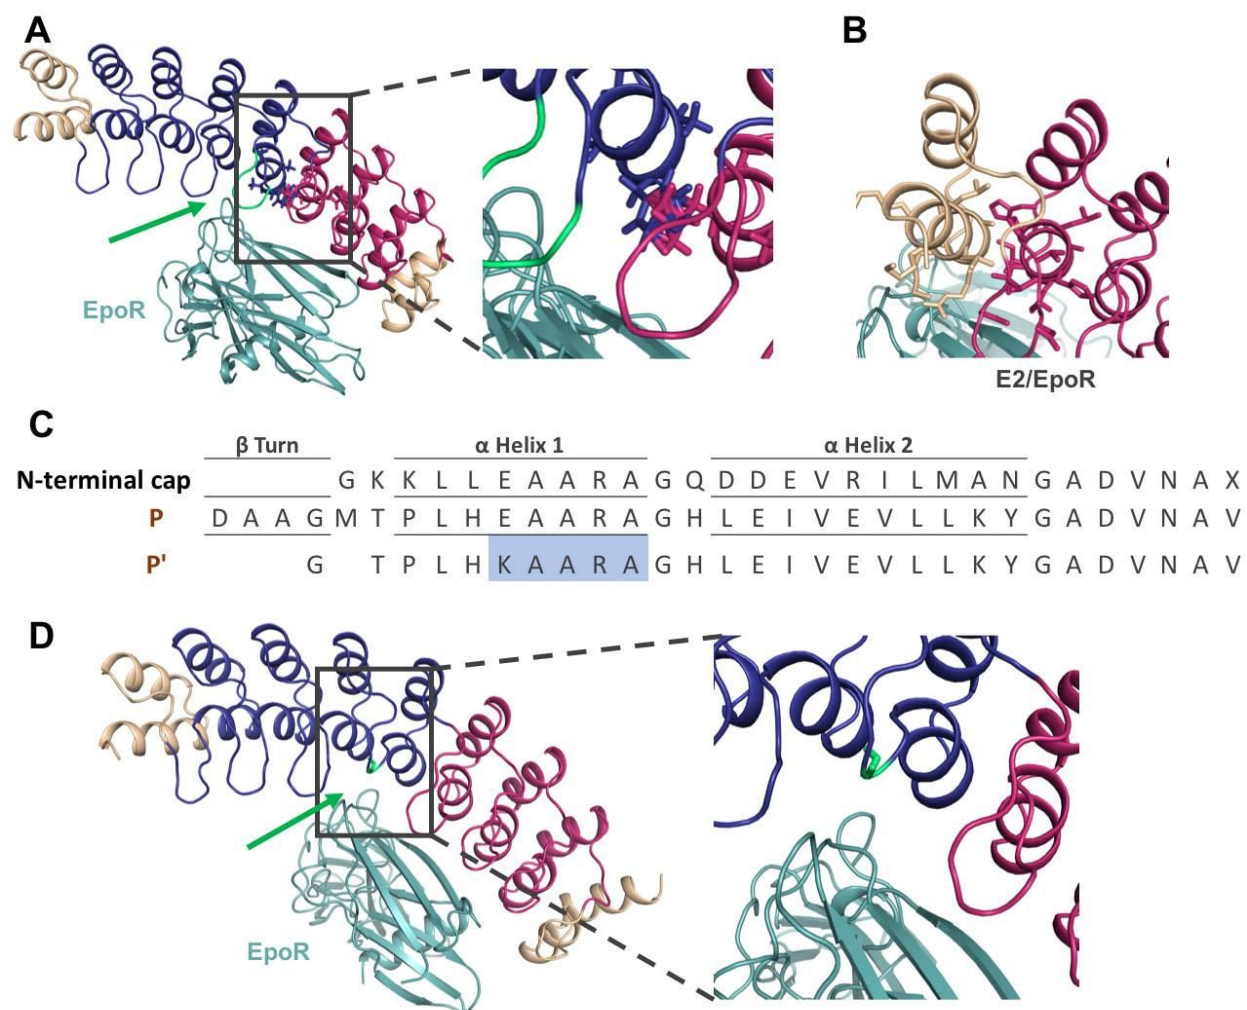 A
B
EpoR
E2/EpoR
C
β Turn α Helix 1 α Helix 2
N-terminal cap G K K L L E A A R A G Q D D E V R I L M A N G A D V N A X
P D A A G M T P L H E A A R A G H L E I V E V L L K Y G A D V N A V
P' G T P L H K A A R A G H L E I V E V L L K Y G A D V N A V
D
EpoR